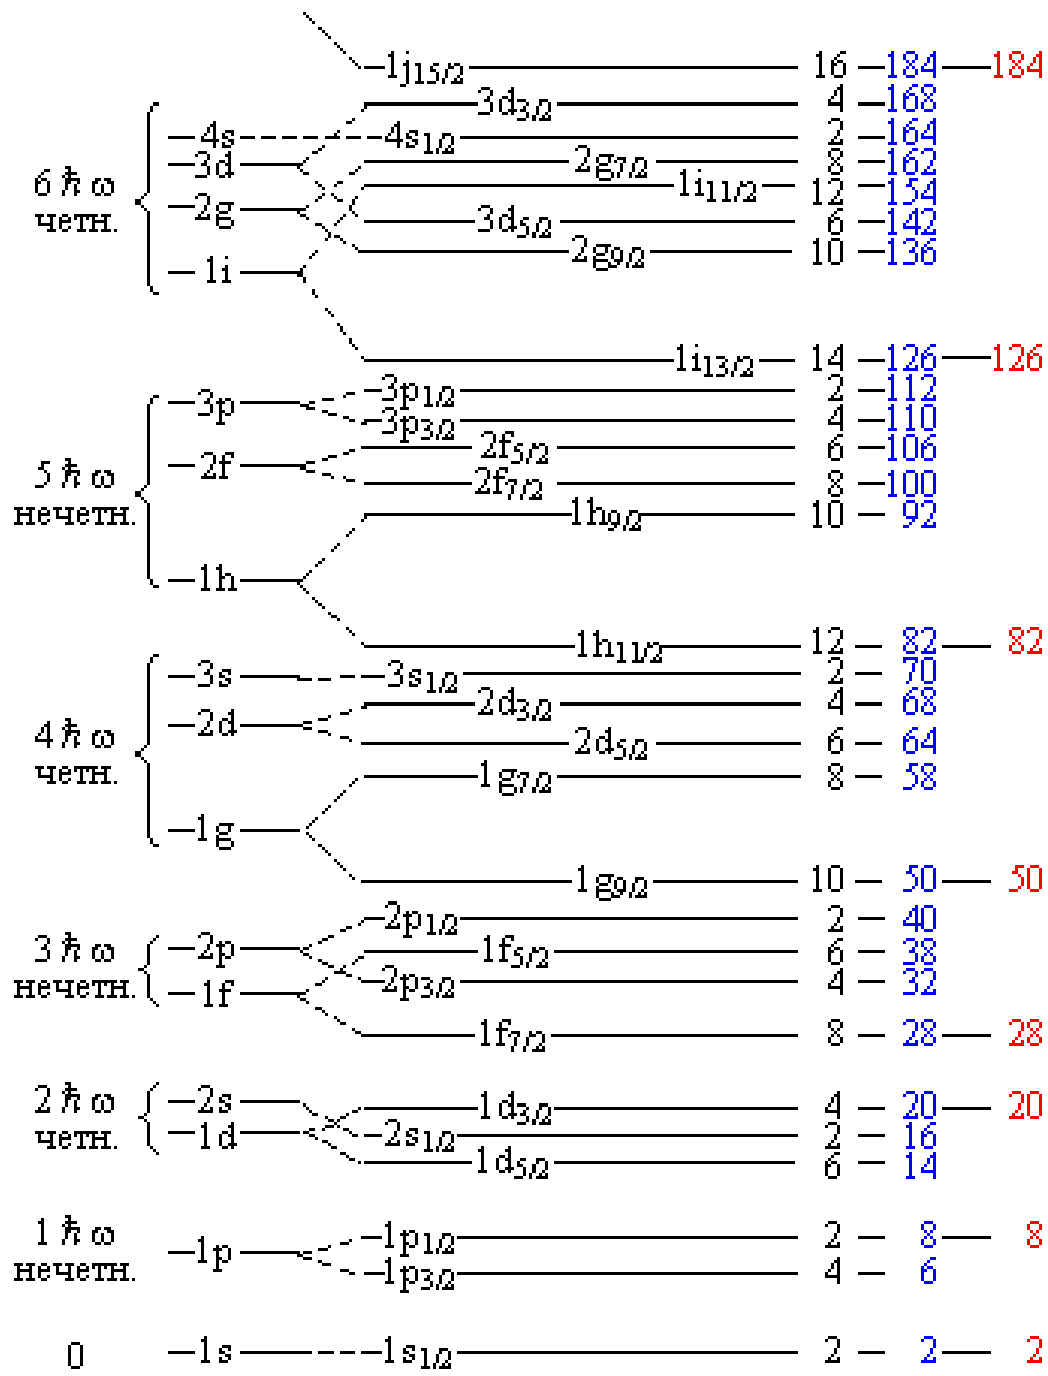 1j15/2 16 184 184
3d3/2 4 168
4s 4s1/2 2 164
3d 2g7/2 8 162
6 ħ ω 1i11/2 12 154
четн. 2g 3d5/2 6 142
2g9/2 10 136
1i
1i13/2 14 126 126
3p1/2 2 112
3p 3p3/2 4 110
2f5/2 6 106
5 ħ ω 2f 2f7/2 8 100
нечетн. 1h9/2 10 92
1h
1h11/2 12 82 82
3s 3s1/2 2 70
2d3/2 4 68
4 ħ ω 2d 2d5/2 6 64
четн. 1g7/2 8 58
1g
1g9/2 10 50 50
2p1/2 2 40
3 ħ ω 2p 1f5/2 6 38
нечетн. 1f 2p3/2 4 32
1f7/2 8 28 28
2 ħ ω 2s 1d3/2 4 20 20
четн. 1d 2s1/2 2 16
1d5/2 6 14
1 ħ ω 1p1/2 2 8 8
нечетн. 1p 1p3/2 4 6
0 1s 1s1/2 2 2 2